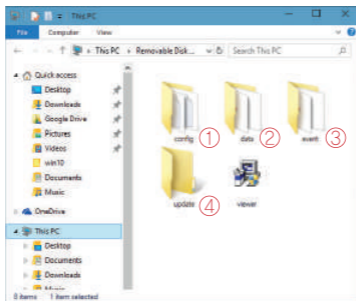 This PC
File Computer View
This PC Removable Disk ... Search This PC
Quick access
Desktop
Downloads
Google Drive
Pictures
Videos
win10
Documents
Music
OneDrive
This PC
Desktop
Documents
Downloads
Music
config ① data ② event ③
update ④ viewer
8 items 1 item selected